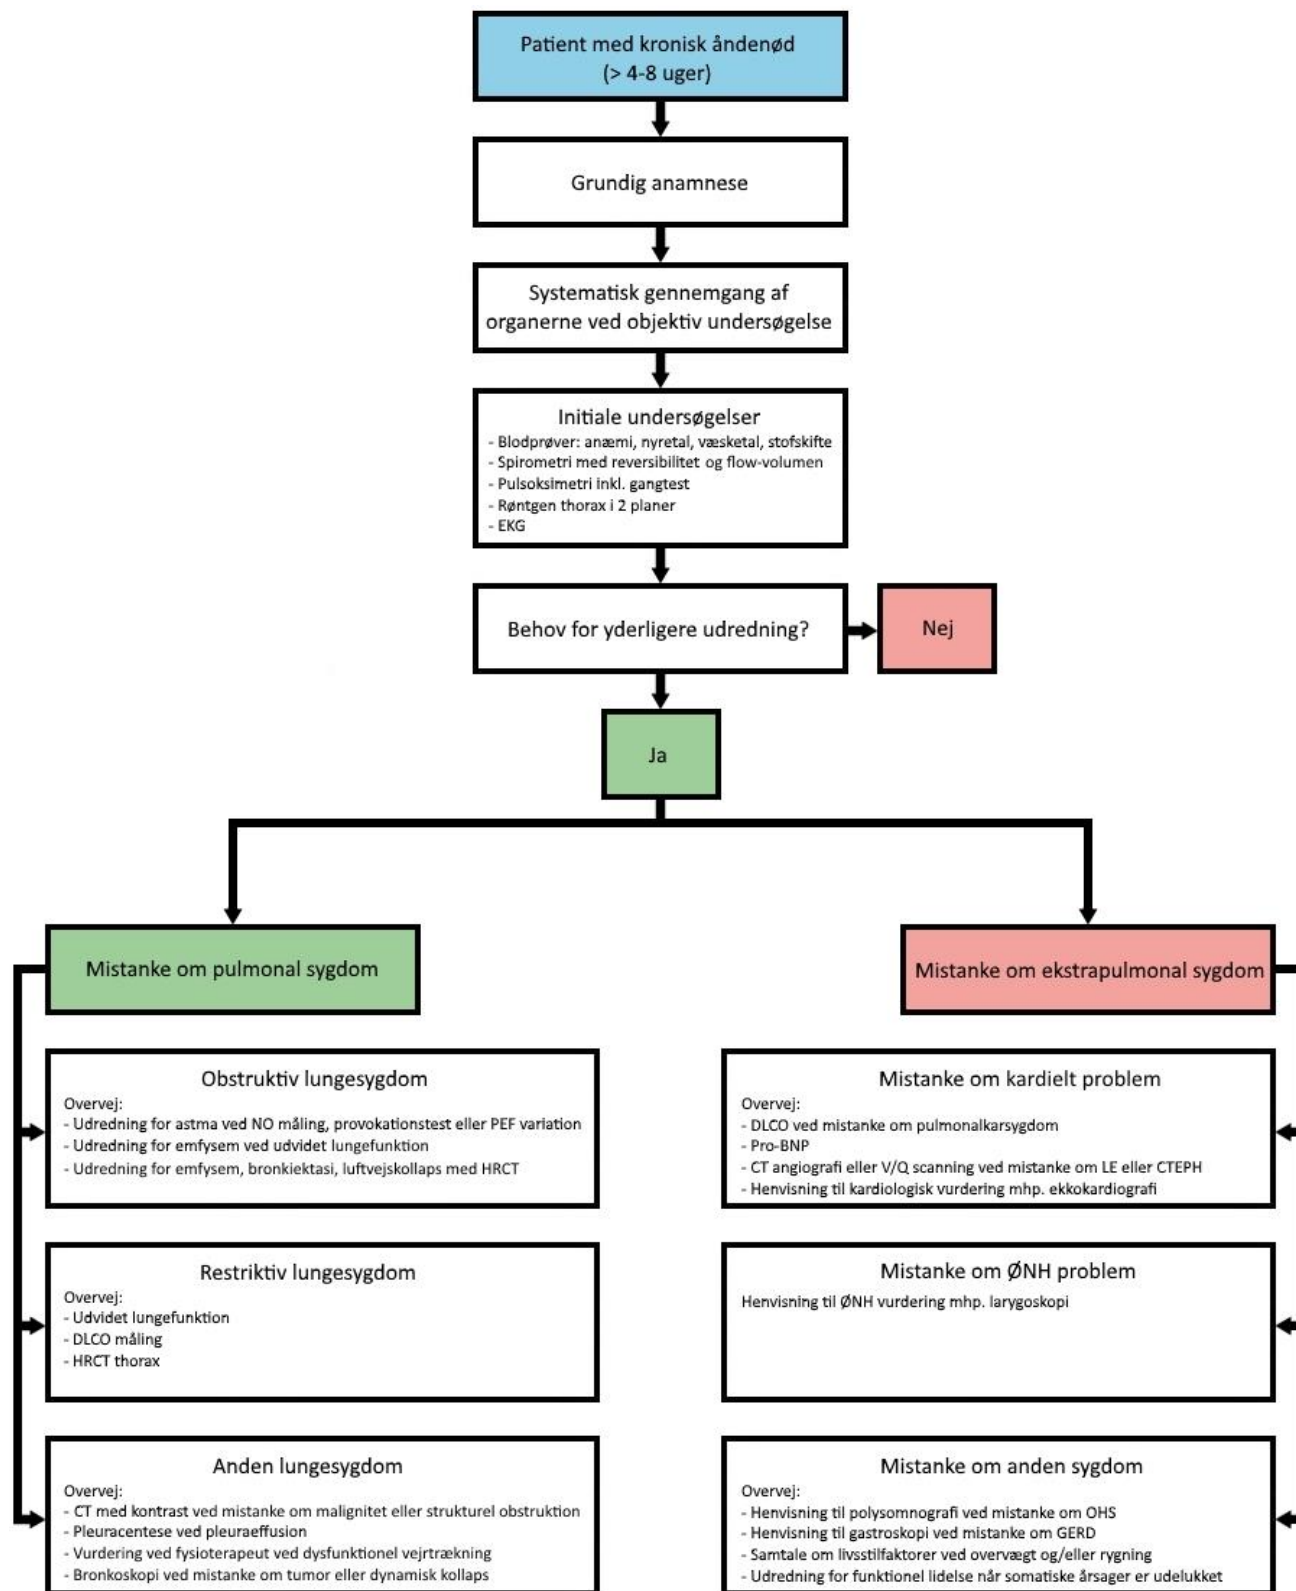 Patient med kronisk åndenød
(> 4-8 uger)
Grundig anamnese
Systematisk gennemgang af
organerne ved objektiv undersøgelse
Initiale undersøgelser
- Blodprøver: anæmi, nyretal, væsketal, stofskifte
- Spirometri med reversibilitet og flow-volumen
- Pulsoksimetri inkl. gangtest
- Røntgen thorax i 2 planer
- EKG
Behov for yderligere udredning?
Nej
Ja
Mistanke om pulmonal sygdom
Obstruktiv lungesygdom
Overvej:
- Udredning for astma ved NO måling, provokationstest eller PEF variation
- Udredning for emfysem ved udvidet lungefunktion
- Udredning for emfysem, bronkiektasi, luftvejskollaps med HRCT
Restriktiv lungesygdom
Overvej:
- Udvidet lungefunktion
- DLCO måling
- HRCT thorax
Anden lungesygdom
Overvej:
- CT med kontrast ved mistanke om malignitet eller strukturel obstruktion
- Pleuracentese ved pleuraeffusion
- Vurdering ved fysioterapeut ved dysfunktionel vejrtrækning
- Bronkoskopi ved mistanke om tumor eller dynamisk kollaps
Mistanke om ekstrapulmonal sygdom
Mistanke om kardielt problem
Overvej:
- DLCO ved mistanke om pulmonalkarsygdom
- Pro-BNP
- CT angiografi eller V/Q scanning ved mistanke om LE eller CTEPH
- Henvisning til kardiologisk vurdering mhp. ekkokardiografi
Mistanke om ØNH problem
Henvisning til ØNH vurdering mhp. larygoskopi
Mistanke om anden sygdom
Overvej:
- Henvisning til polysomnografi ved mistanke om OHS
- Henvisning til gastroskopi ved mistanke om GERD
- Samtale om livsstilfaktorer ved overvægt og/eller rygning
- Udredning for funktionel lidelse når somatiske årsager er udelukket